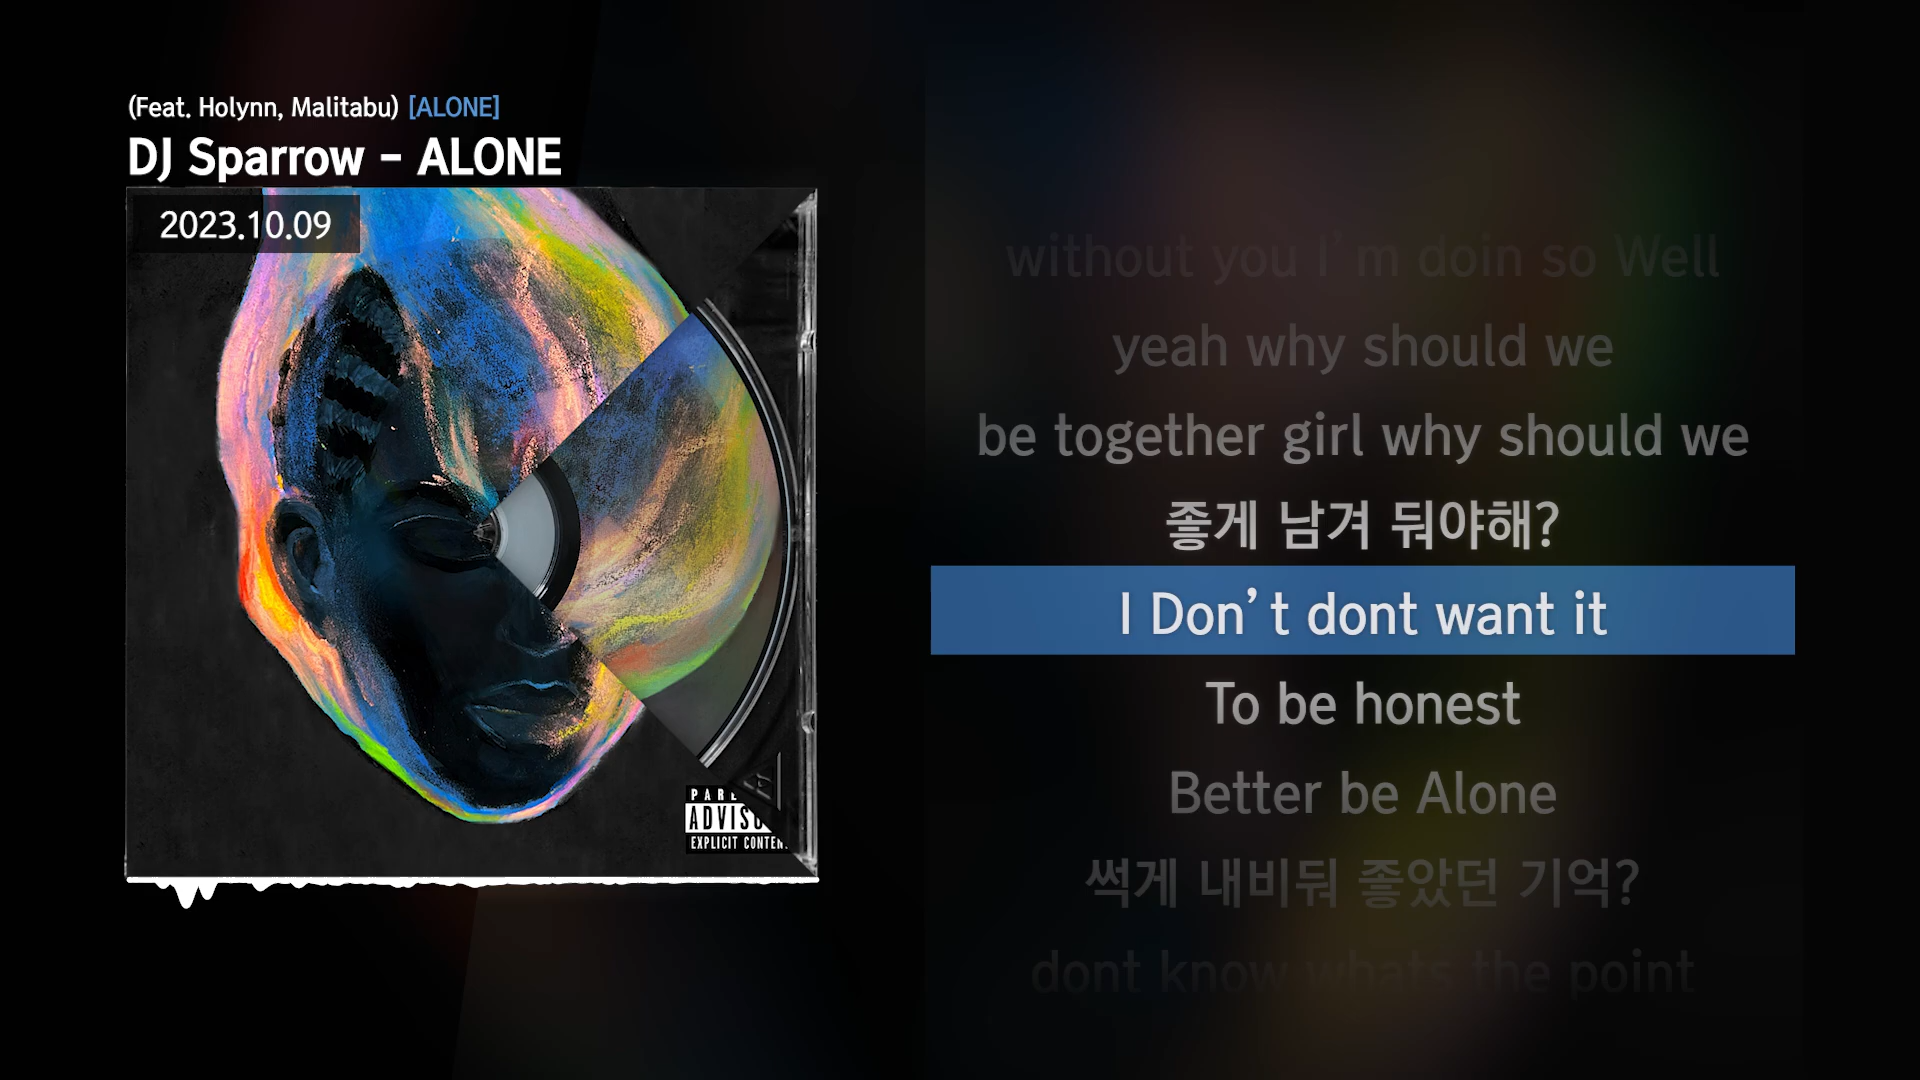 (Feat. Holynn, Malitabu) [ALONE]
DJ Sparrow - ALONE
2023.10.09
ADVISO
EXPLICIT CONTEN
without you I’m doin so Well
yeah why should we
be together girl why should we
좋게 남겨 둬야해?
I Don’t dont want it
To be honest
Better be Alone
썩게 내비둬 좋았던 기억?
dont know whats the point